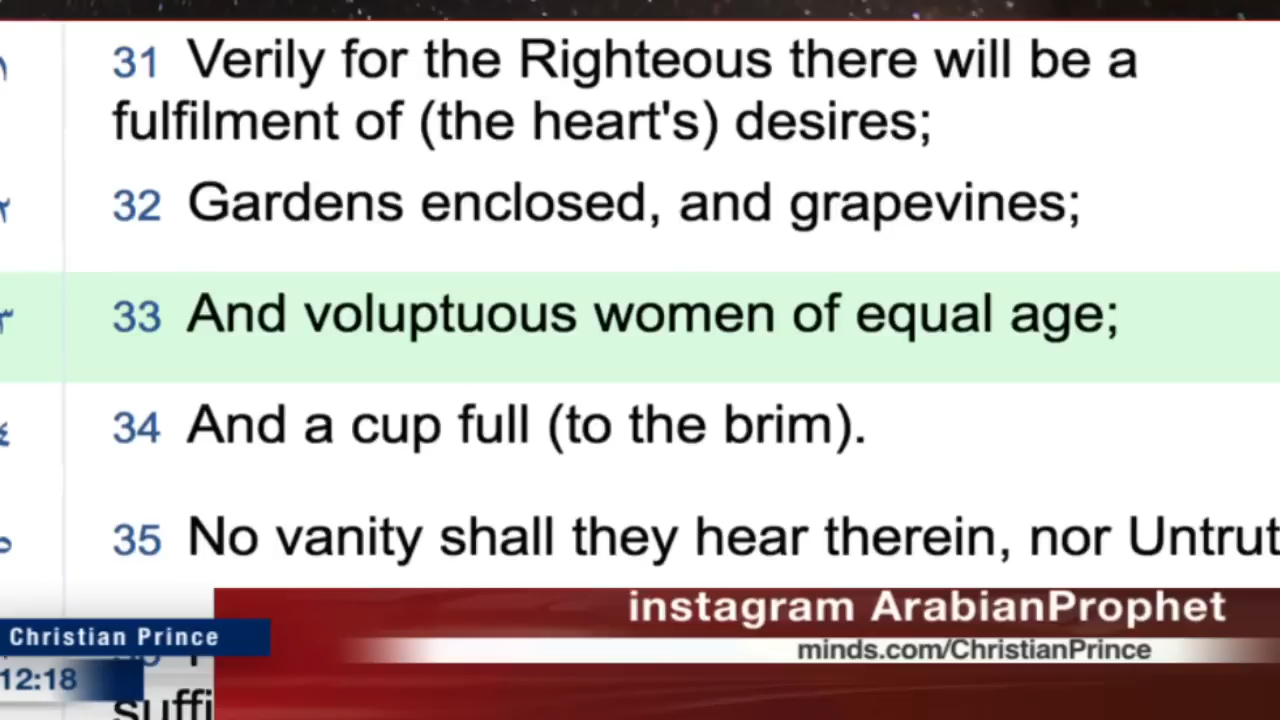 31 Verily for the Righteous there will be a
fulfilment of (the heart's) desires;
32 Gardens enclosed, and grapevines;
٣ 33 And voluptuous women of equal age;
٤ 34 And a cup full (to the brim).
35 No vanity shall they hear therein, nor
instagram ArabianProphet
Christian Prince
minds.com/ChristianPrince
12:18